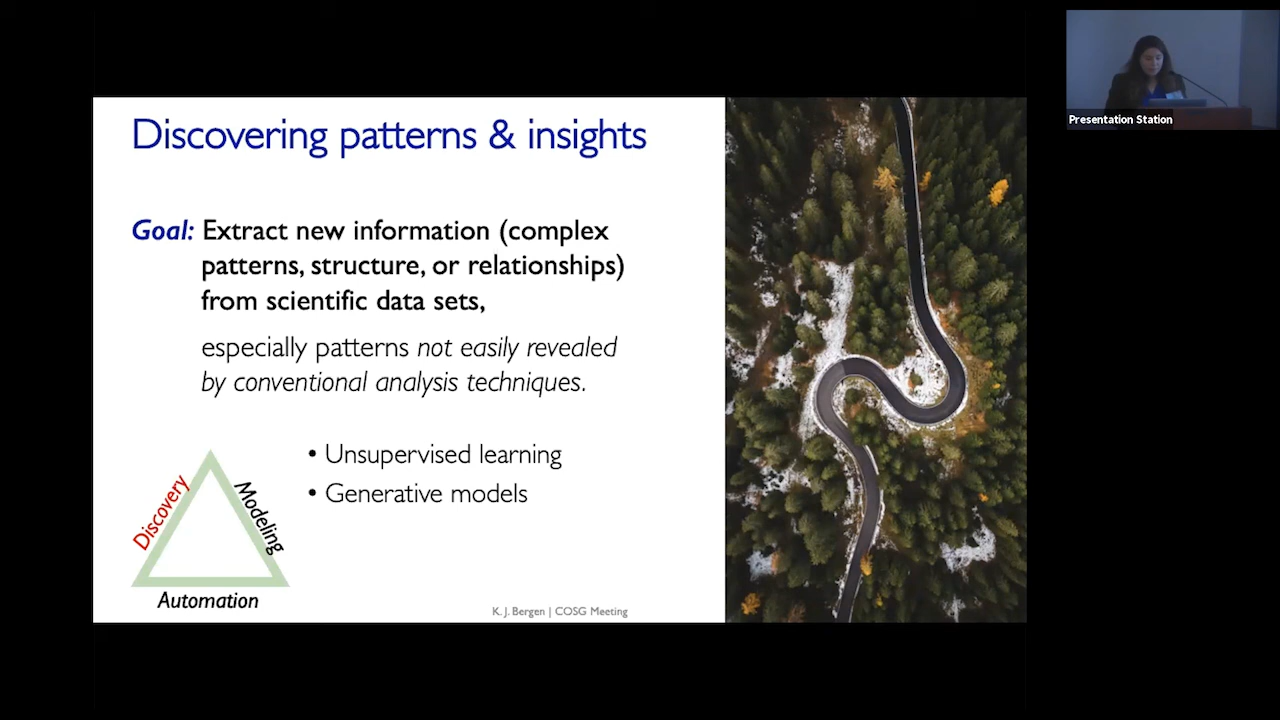 Discovering patterns & insights
Goal: Extract new information (complex
patterns, structure, or relationships)
from scientific data sets,
especially patterns not easily revealed
by conventional analysis techniques.
• Unsupervised learning
• Generative models
Discovery
Modeling
Automation
K. J. Bergen | COSG Meeting
Presentation Station